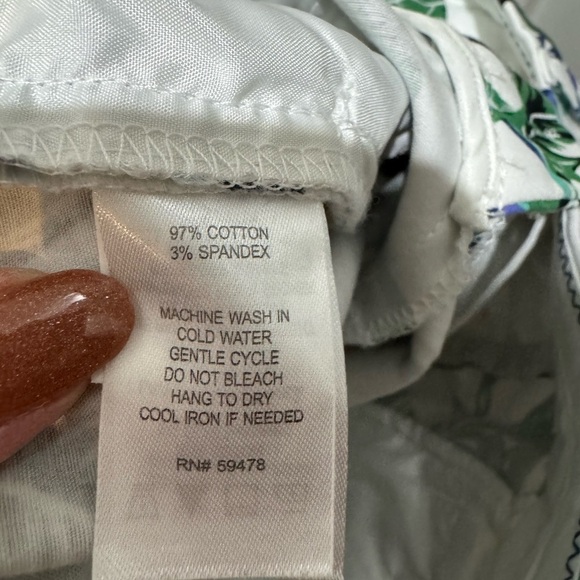 97% COTTON
3% SPANDEX
MACHINE WASH IN
COLD WATER
GENTLE CYCLE
DO NOT BLEACH
HANG TO DRY
COOL IRON IF NEEDED
RN# 59478